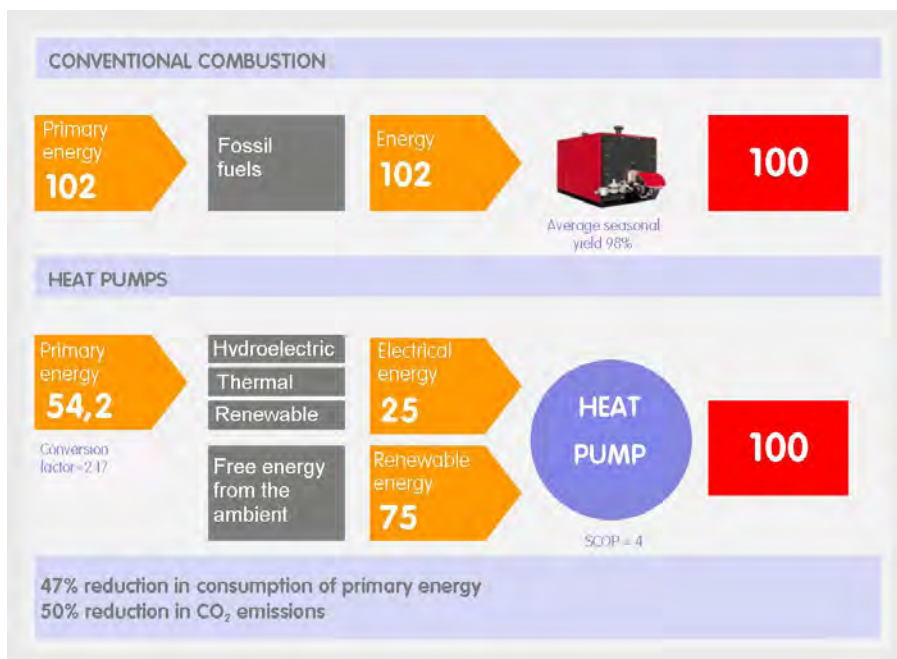 CONVENTIONAL COMBUSTION
Primary
energy
102
Fossil
fuels
Energy
102
Average seasonal
yield 98%
100
HEAT PUMPS
Primary
energy
54,2
Conversion
factor=2.17
Hydroelectric
Thermal
Renewable
Free energy
from the
ambient
Electrical
energy
25
Renewable
energy
75
HEAT
PUMP
SCOP = 4
100
47% reduction in consumption of primary energy
50% reduction in CO₂ emissions